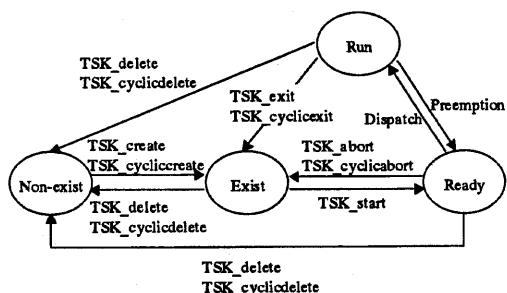 Run
TSK_delete
TSK_cyclicdelete
TSK_exit
TSK_cyclicexit
Preemption
Dispatch
TSK_create
TSK_cycliccreate
TSK_abort
TSK_cyclicabort
Non-exist
Exist
Ready
TSK_delete
TSK_cyclicdelete
TSK_start
TSK_delete
TSK_cyclicdelete